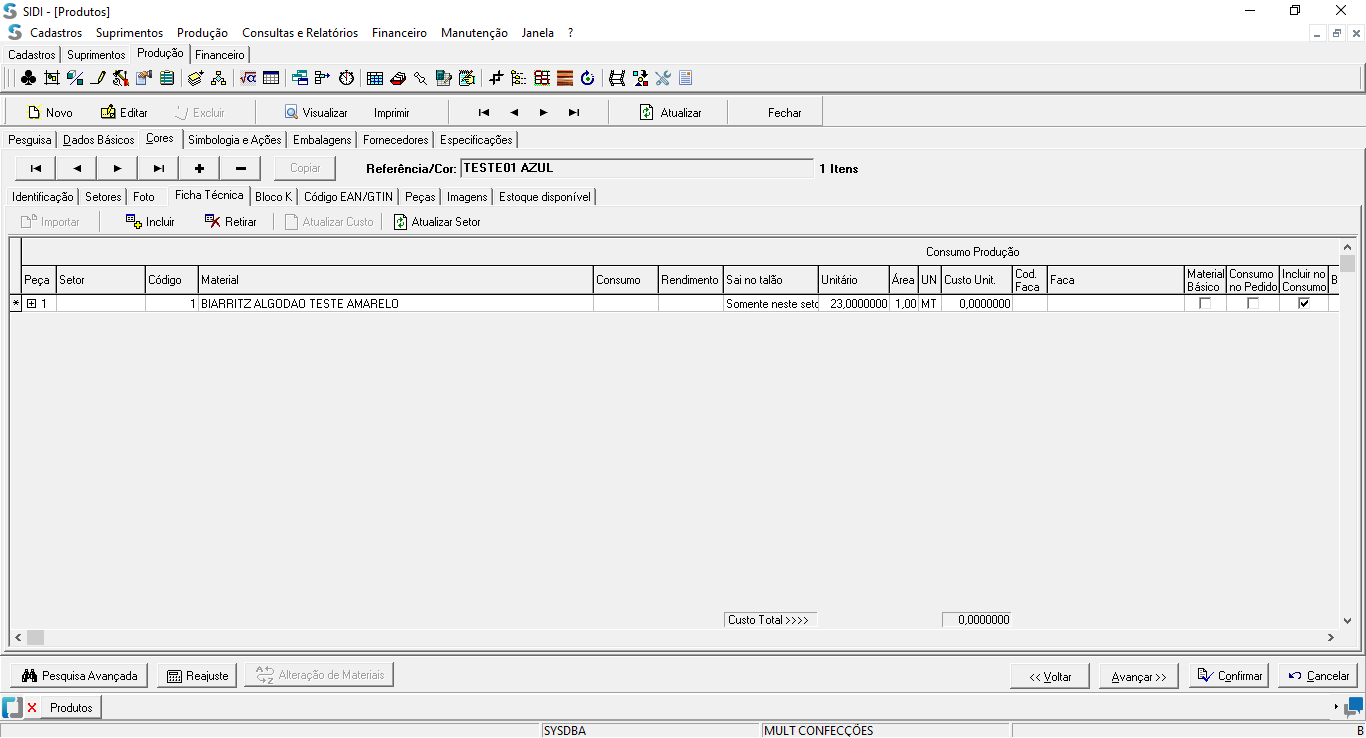 SIDI - [Produtos]
Cadastros Suprimentos Produção Consultas e Relatórios Financeiro Manutenção Janela ?
Cadastros Suprimentos Produção Financeiro
Novo Editar Excluir Visualizar Imprimir Atualizar Fechar
Pesquisa Dados Básicos Cores Simbologia e Ações Embalagens Fornecedores Especificações
Copiar Referência/Cor: TESTE01 AZUL 1 Itens
Identificação Setores Foto Ficha Técnica Bloco K Código EAN/GTIN Peças Imagens Estoque disponível
Importar Incluir Retirar Atualizar Custo Atualizar Setor
Consumo Produção
Peça Setor Código Material Consumo Rendimento Sai no talão Unitário Área UN Custo Unit. Cod. Faca Faca Material Básico Consumo no Pedido Incluir no Consumo B
* 1 1 BIARRITZ ALGODAO TESTE AMARELO Somente neste seto 23,0000000 1,00 MT 0,0000000
Custo Total >>>> 0,0000000
Pesquisa Avançada Reajuste Alteração de Materiais << Voltar Avançar >> Confirmar Cancelar
Produtos
SYSDBA MULT CONFECÇÕES B